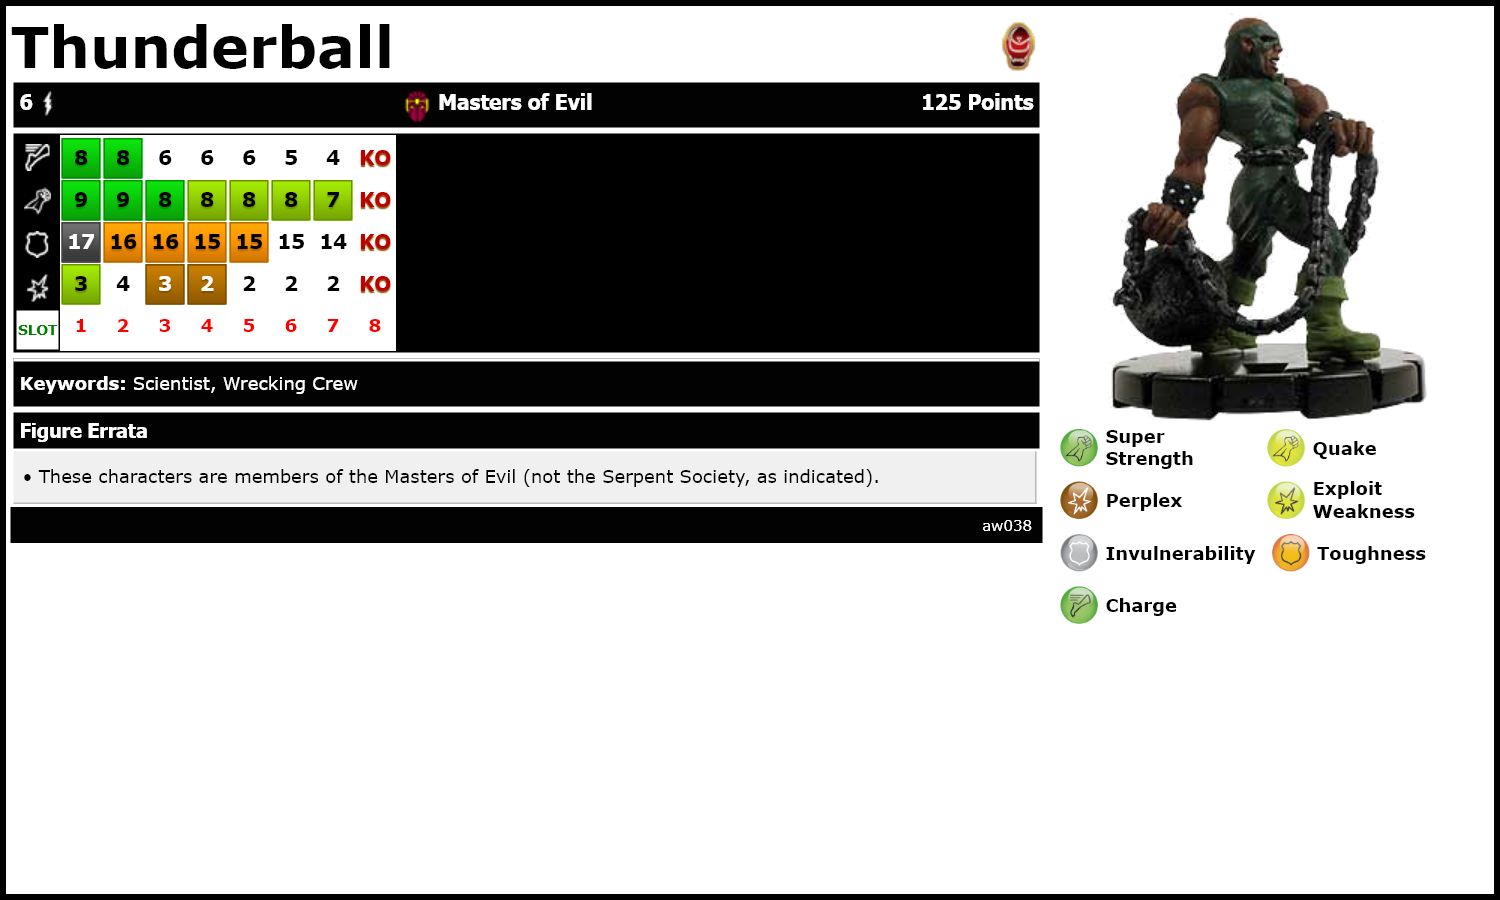 Thunderball
6 Masters of Evil 125 Points
8 8 6 6 6 5 4 KO
9 9 8 8 8 8 7 KO
17 16 16 15 15 15 14 KO
3 4 3 2 2 2 2 KO
SLOT 1 2 3 4 5 6 7 8
Keywords: Scientist, Wrecking Crew
Figure Errata
• These characters are members of the Masters of Evil (not the Serpent Society, as indicated).
aw038
Super
Strength
Quake
Perplex
Exploit
Weakness
Invulnerability
Toughness
Charge